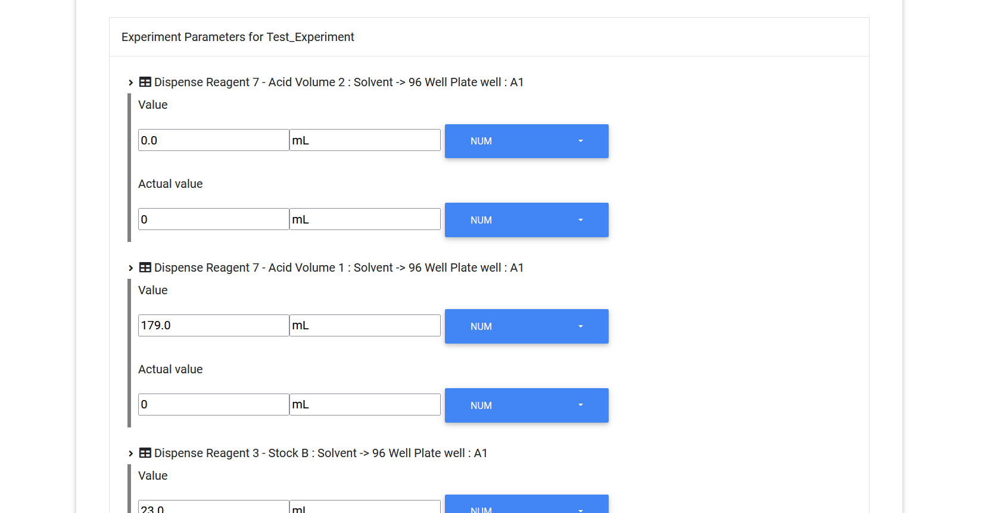 Experiment Parameters for Test_Experiment
Dispense Reagent 7 - Acid Volume 2 : Solvent -> 96 Well Plate well : A1
Value
0.0 mL NUM
Actual value
0 mL NUM
Dispense Reagent 7 - Acid Volume 1 : Solvent -> 96 Well Plate well : A1
Value
179.0 mL NUM
Actual value
0 mL NUM
Dispense Reagent 3 - Stock B : Solvent -> 96 Well Plate well : A1
Value
23.0 mL NUM